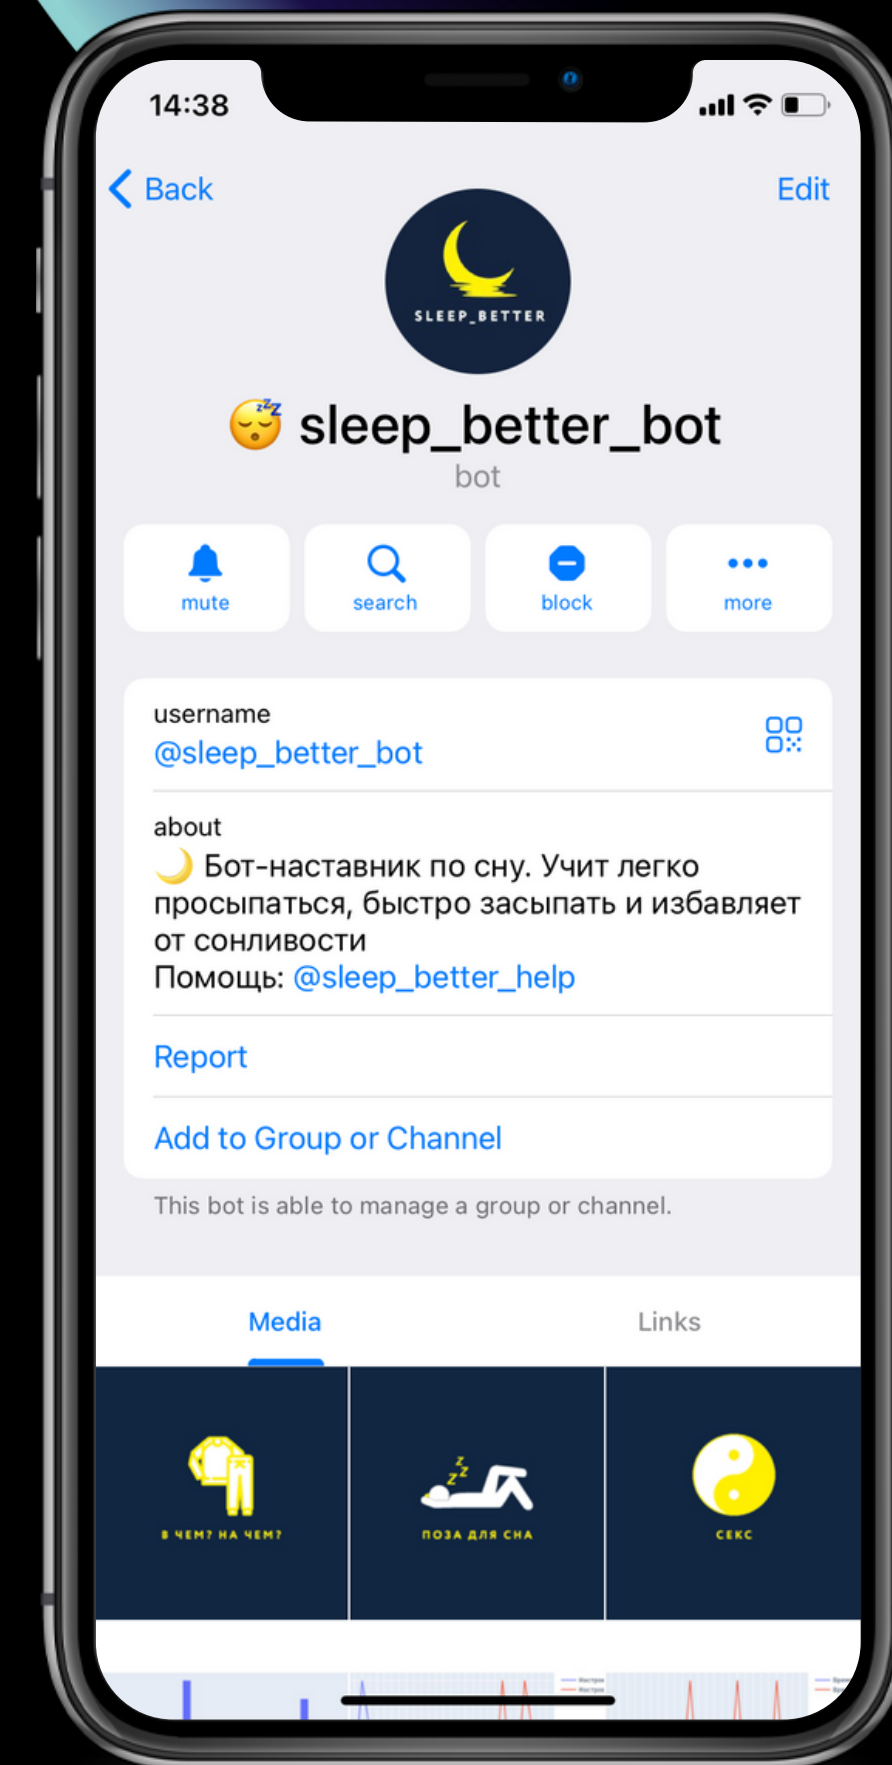 14:38
Back
Edit
SLEEP_BETTER
sleep_better_bot
bot
mute
search
block
more
username
@sleep_better_bot
about
🌙 Бот-наставник по сну. Учит легко
просыпаться, быстро засыпать и избавляет
от сонливости
Помощь: @sleep_better_help
Report
Add to Group or Channel
This bot is able to manage a group or channel.
Media
Links
В ЧЕМ? НА ЧЕМ?
ПОЗА ДЛЯ СНА
СЕКС